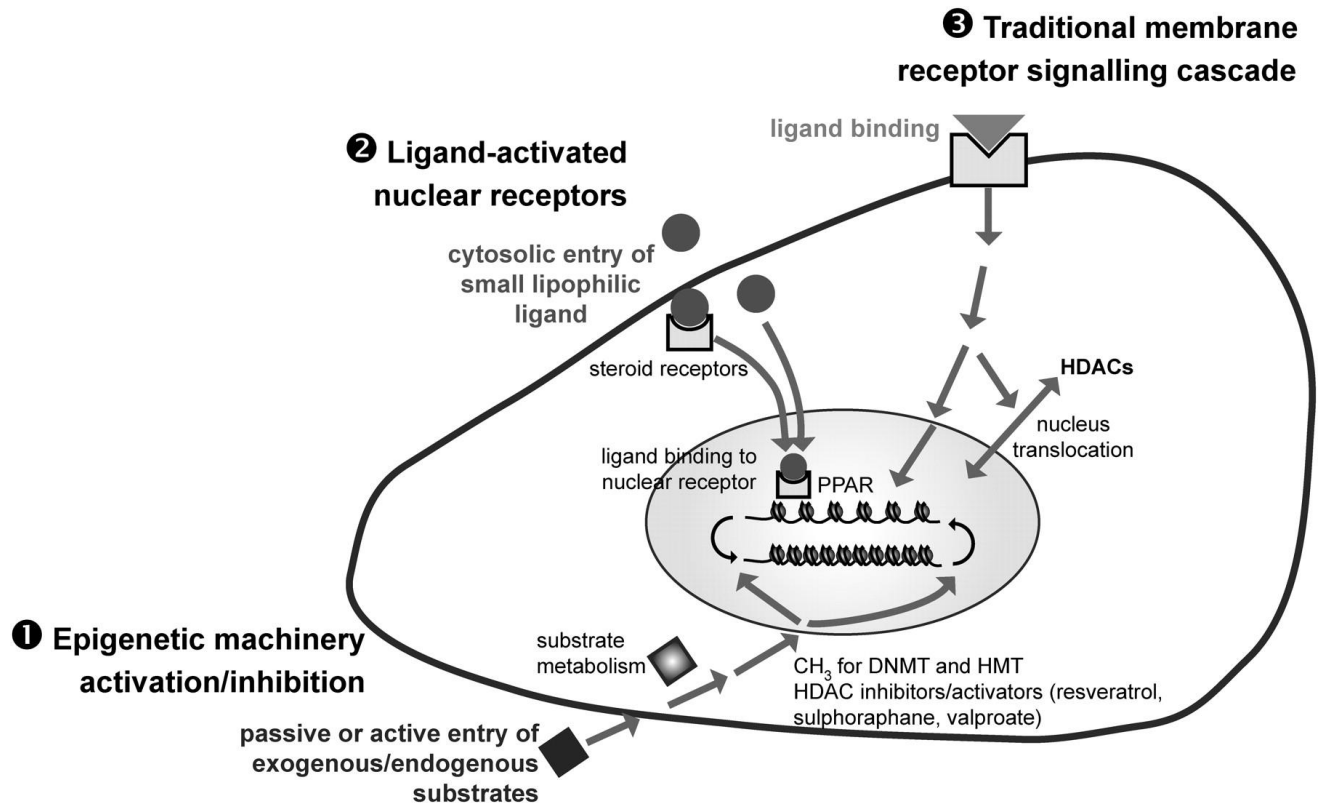 ❸ Traditional membrane
receptor signalling cascade
ligand binding
❷ Ligand-activated
nuclear receptors
cytosolic entry of
small lipophilic
ligand
steroid receptors
HDACs
nucleus
translocation
ligand binding to
nuclear receptor
PPAR
❶ Epigenetic machinery
activation/inhibition
substrate
metabolism
CH₃ for DNMT and HMT
HDAC inhibitors/activators (resveratrol,
sulphoraphane, valproate)
passive or active entry of
exogenous/endogenous
substrates